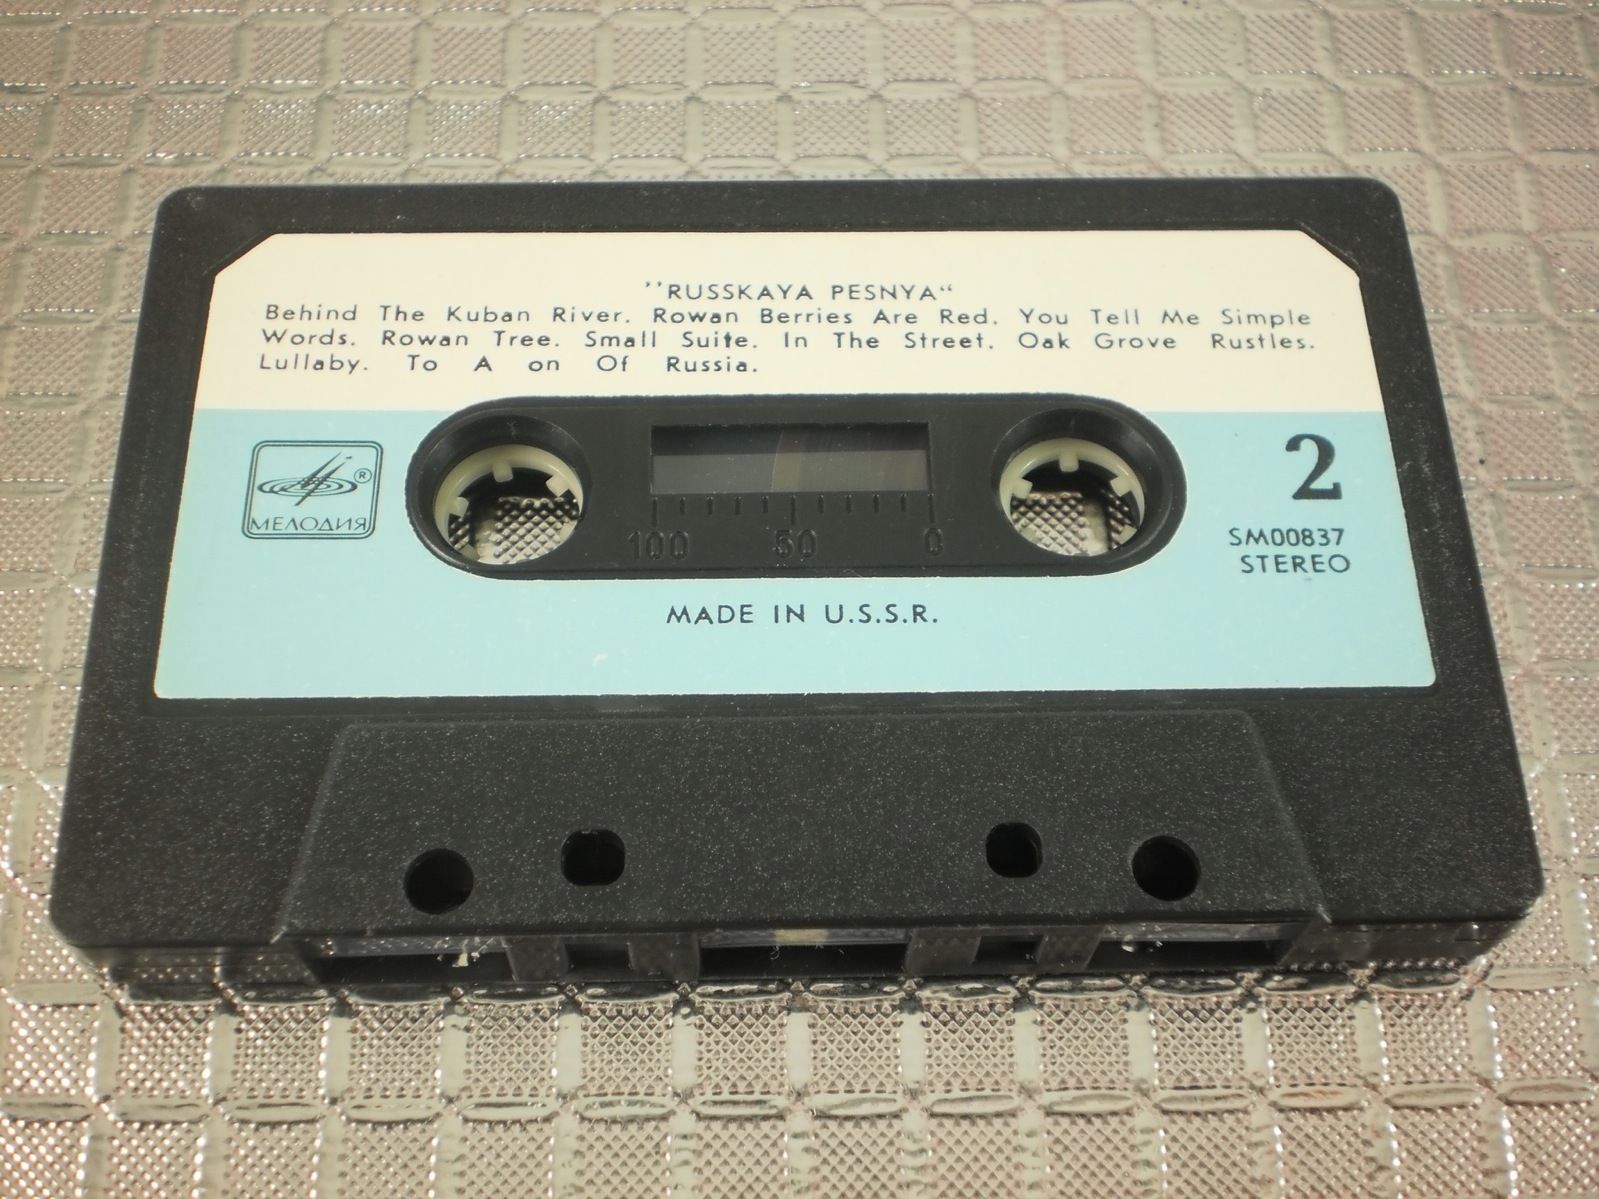 ’’RUSSKAYA PESNYA“
Behind The Kuban River. Rowan Berries Are Red. You Tell Me Simple
Words. Rowan Tree. Small Suite. In The Street. Oak Grove Rustles.
Lullaby. To A on Of Russia.
®
МЕЛОДИЯ
2
SM00837
STEREO
100 50 0
MADE IN U.S.S.R.